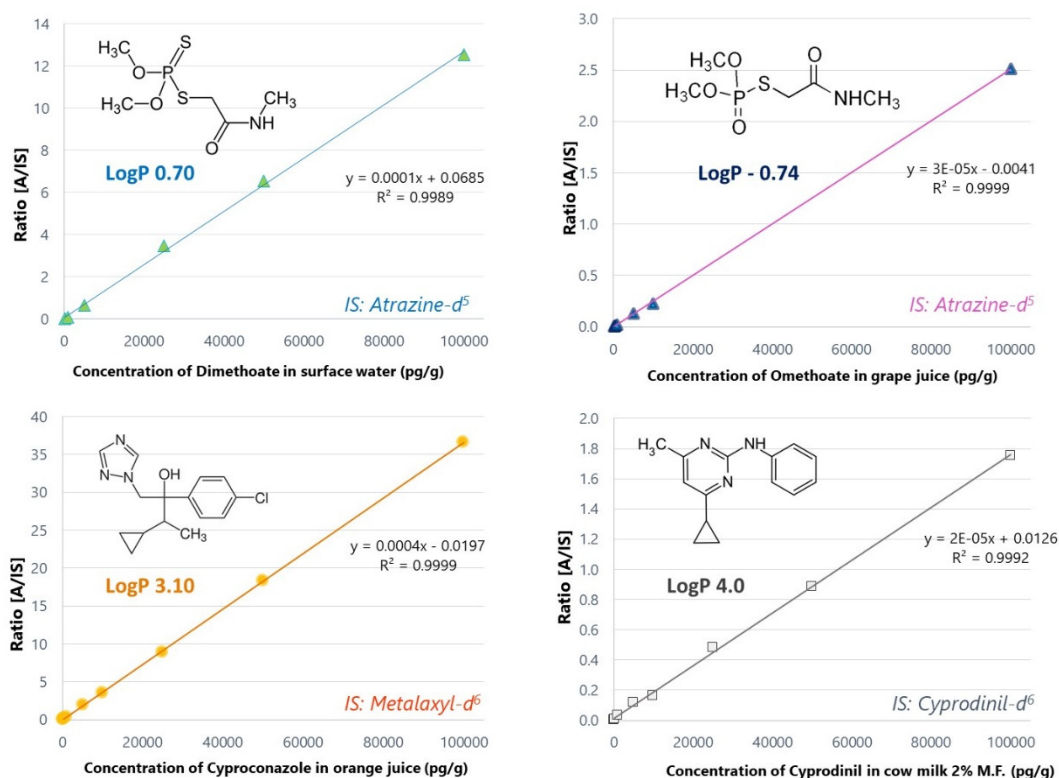 14
12
10
8
6
4
2
0
Ratio [A/IS]
H₃C
S
O
P
H₃C
O
S
CH₃
N
H
O
LogP 0.70
y = 0.0001x + 0.0685
R² = 0.9989
IS: Atrazine-d⁵
0 20000 40000 60000 80000 100000
Concentration of Dimethoate in surface water (pg/g)
3.0
2.5
2.0
1.5
1.0
0.5
0.0
Ratio [A/IS]
H₃CO
O
H₃CO
P
S
NHCH₃
O
LogP - 0.74
y = 3E-05x - 0.0041
R² = 0.9999
IS: Atrazine-d⁵
0 20000 40000 60000 80000 100000
Concentration of Omethoate in grape juice (pg/g)
40
35
30
25
20
15
10
5
0
Ratio [A/IS]
N
N
N
OH
Cl
CH₃
LogP 3.10
y = 0.0004x - 0.0197
R² = 0.9999
IS: Metalaxyl-d⁶
0 20000 40000 60000 80000 100000
Concentration of Cyproconazole in orange juice (pg/g)
2.0
1.8
1.6
1.4
1.2
1.0
0.8
0.6
0.4
0.2
0.0
Ratio [A/IS]
H₃C
N
NH
N
LogP 4.0
y = 2E-05x + 0.0126
R² = 0.9992
IS: Cyprodinil-d⁶
0 20000 40000 60000 80000 100000
Concentration of Cyprodinil in cow milk 2% M.F. (pg/g)